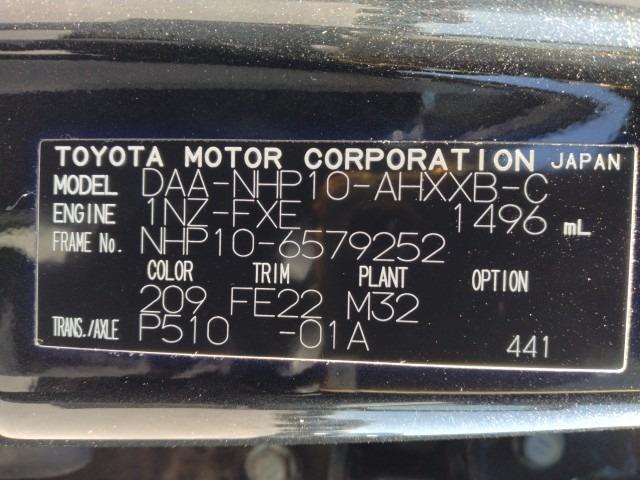 TOYOTA MOTOR CORPORATION JAPAN
MODEL DAA-NHP10-AHXXB-C
ENGINE 1NZ-FXE 1496 mL
FRAME No. NHP10-6579252
COLOR TRIM PLANT OPTION
209 FE22 M32
TRANS./AXLE P510 -01A 441